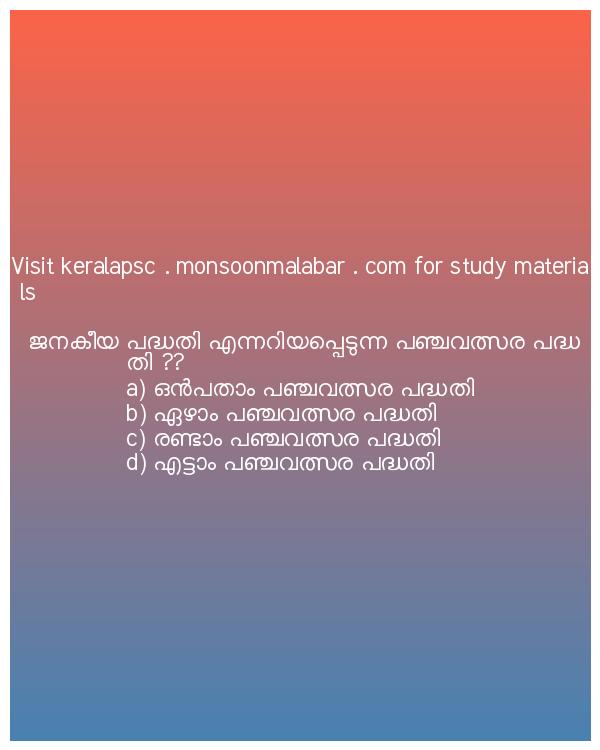 Visit keralapsc . monsoonmalabar . com for study materia
ls
ജനകീയ പദ്ധതി എന്നറിയപ്പെടുന്ന പഞ്ചവത്സര പദ്ധ
തി ??
a) ഒൻപതാം പഞ്ചവത്സര പദ്ധതി
b) ഏഴാം പഞ്ചവത്സര പദ്ധതി
c) രണ്ടാം പഞ്ചവത്സര പദ്ധതി
d) എട്ടാം പഞ്ചവത്സര പദ്ധതി